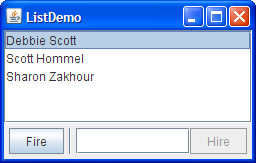 ListDemo
Debbie Scott
Scott Hommel
Sharon Zakhour
Fire
Hire